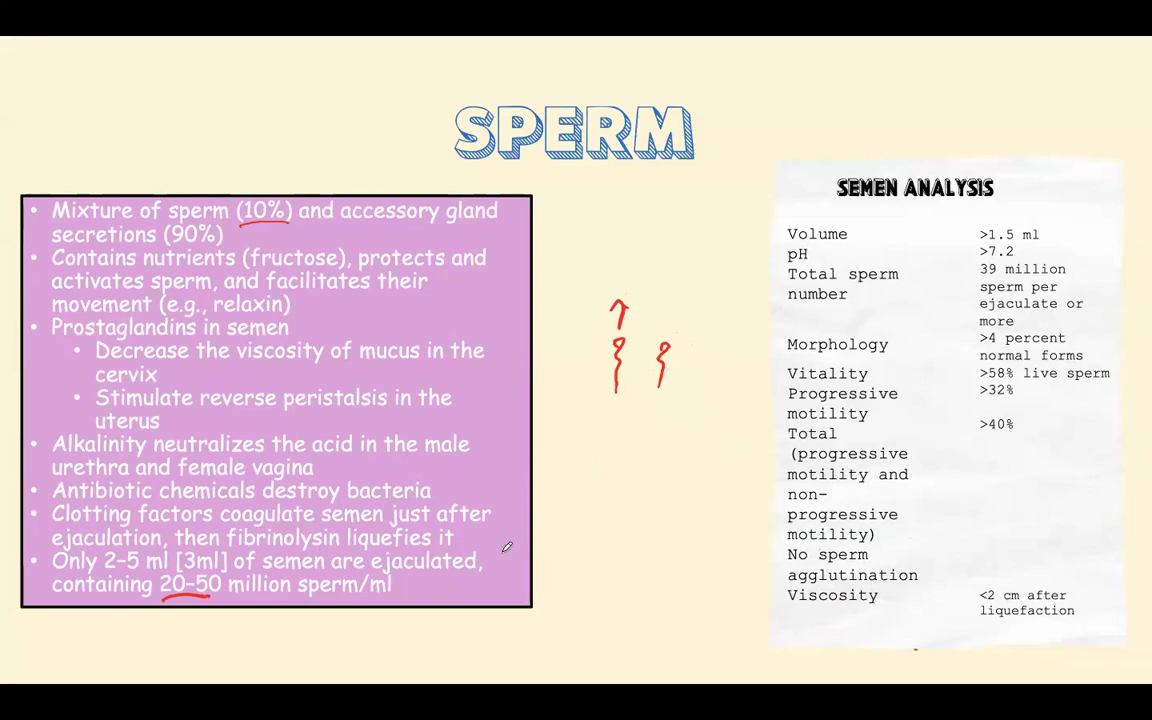 SPERM
• Mixture of sperm (10%) and accessory gland
secretions (90%)
• Contains nutrients (fructose), protects and
activates sperm, and facilitates their
movement (e.g., relaxin)
• Prostaglandins in semen
• Decrease the viscosity of mucus in the
cervix
• Stimulate reverse peristalsis in the
uterus
• Alkalinity neutralizes the acid in the male
urethra and female vagina
• Antibiotic chemicals destroy bacteria
• Clotting factors coagulate semen just after
ejaculation, then fibrinolysin liquefies it
• Only 2–5 ml [3ml] of semen are ejaculated,
containing 20–50 million sperm/ml
SEMEN ANALYSIS
Volume
pH
Total sperm
number
Morphology
Vitality
Progressive
motility
Total
(progressive
motility and
non-
progressive
motility)
No sperm
agglutination
Viscosity
>1.5 ml
>7.2
39 million
sperm per
ejaculate or
more
>4 percent
normal forms
>58% live sperm
>32%
>40%
<2 cm after
liquefaction